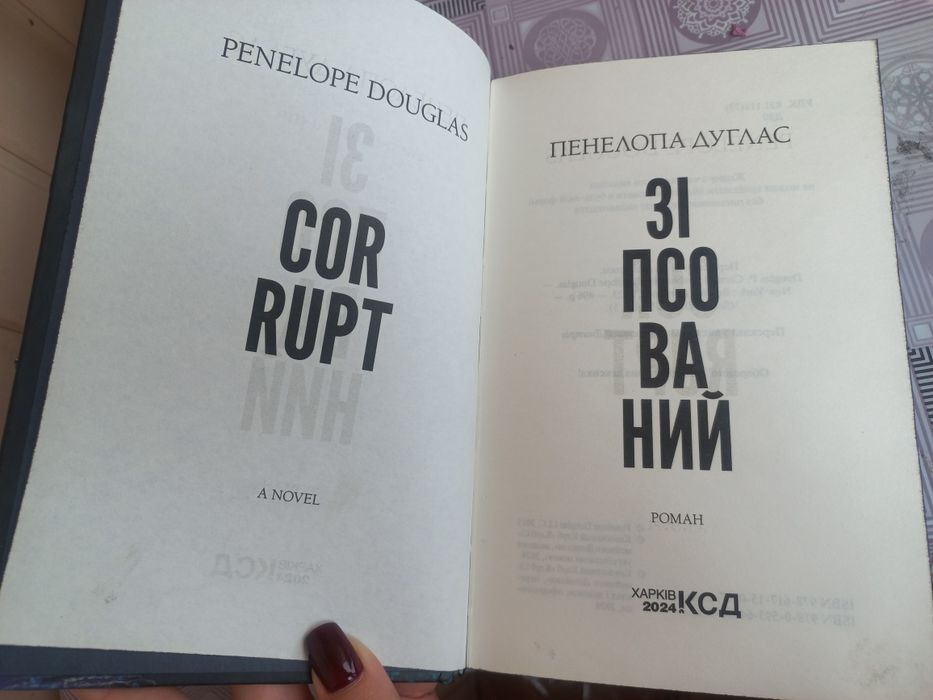 PENELOPE DOUGLAS
COR
RUPT
A NOVEL
ПЕНЕЛОПА ДУГЛАС
ЗІ
ПСО
ВА
НИЙ
РОМАН
ХАРКІВ
2024
КСД